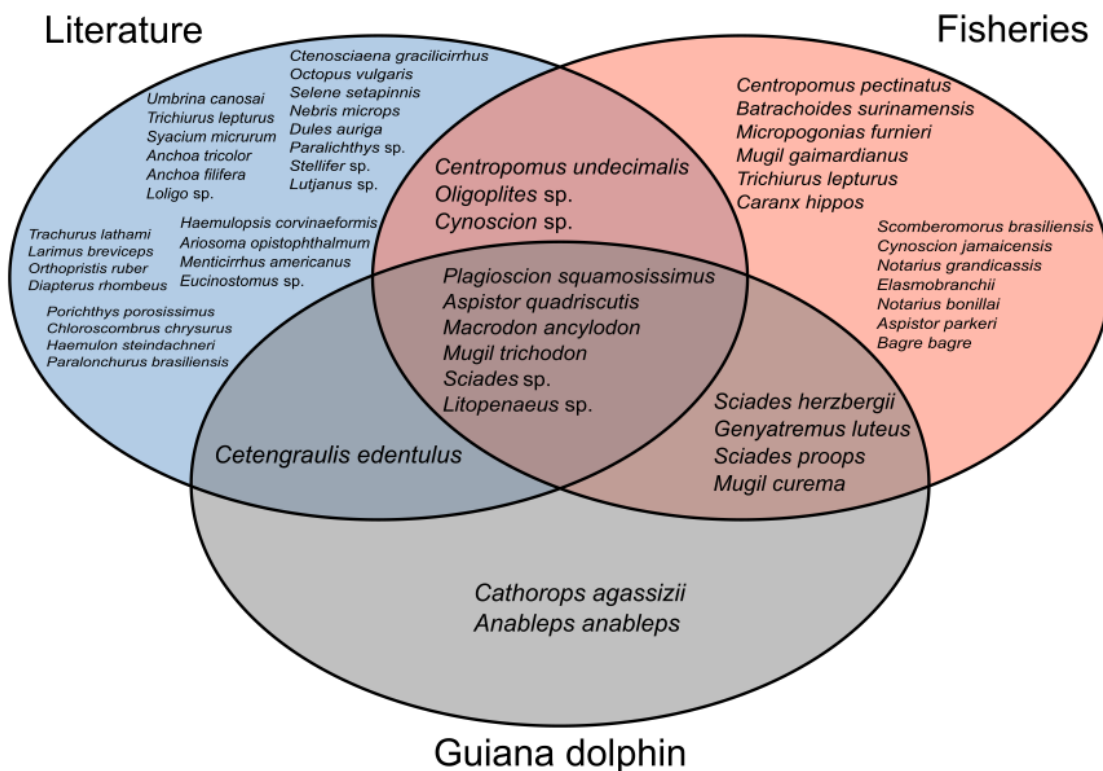 Literature
Fisheries
Ctenosciaena gracilicirrhus
Octopus vulgaris
Selene setapinnis
Nebris microps
Dules auriga
Paralichthys sp.
Stellifer sp.
Lutjanus sp.
Umbrina canosai
Trichiurus lepturus
Syacium micrurum
Anchoa tricolor
Anchoa filifera
Loligo sp.
Haemulopsis corvinaeformis
Ariosoma opistophthalmum
Menticirrhus americanus
Eucinostomus sp.
Trachurus lathami
Larimus breviceps
Orthopristis ruber
Diapterus rhombeus
Porichthys porosissimus
Chloroscombrus chrysurus
Haemulon steindachneri
Paralonchurus brasiliensis
Centropomus undecimalis
Oligoplites sp.
Cynoscion sp.
Centropomus pectinatus
Batrachoides surinamensis
Micropogonias furnieri
Mugil gaimardianus
Trichiurus lepturus
Caranx hippos
Scomberomorus brasiliensis
Cynoscion jamaicensis
Notarius grandicassis
Elasmobranchii
Notarius bonillai
Aspistor parkeri
Bagre bagre
Plagioscion squamosissimus
Aspistor quadriscutis
Macrodon ancylodon
Mugil trichodon
Sciades sp.
Litopenaeus sp.
Cetengraulis edentulus
Sciades herzbergii
Genyatremus luteus
Sciades proops
Mugil curema
Cathorops agassizii
Anableps anableps
Guiana dolphin